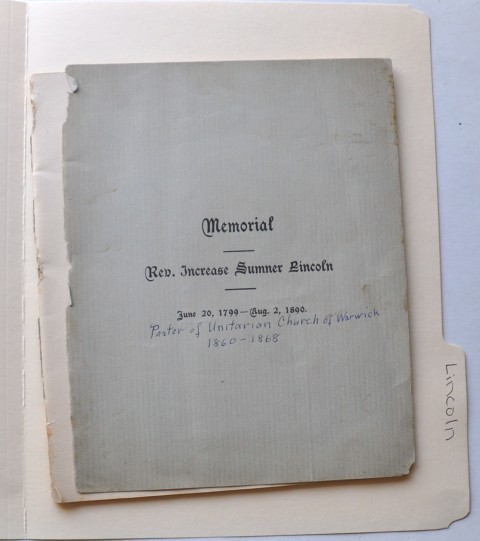 Memorial
Rev. Increase Sumner Lincoln
June 20, 1799—Aug. 2, 1890.
Paster of Unitarian Church of Warwick
1860-1868
Lincoln